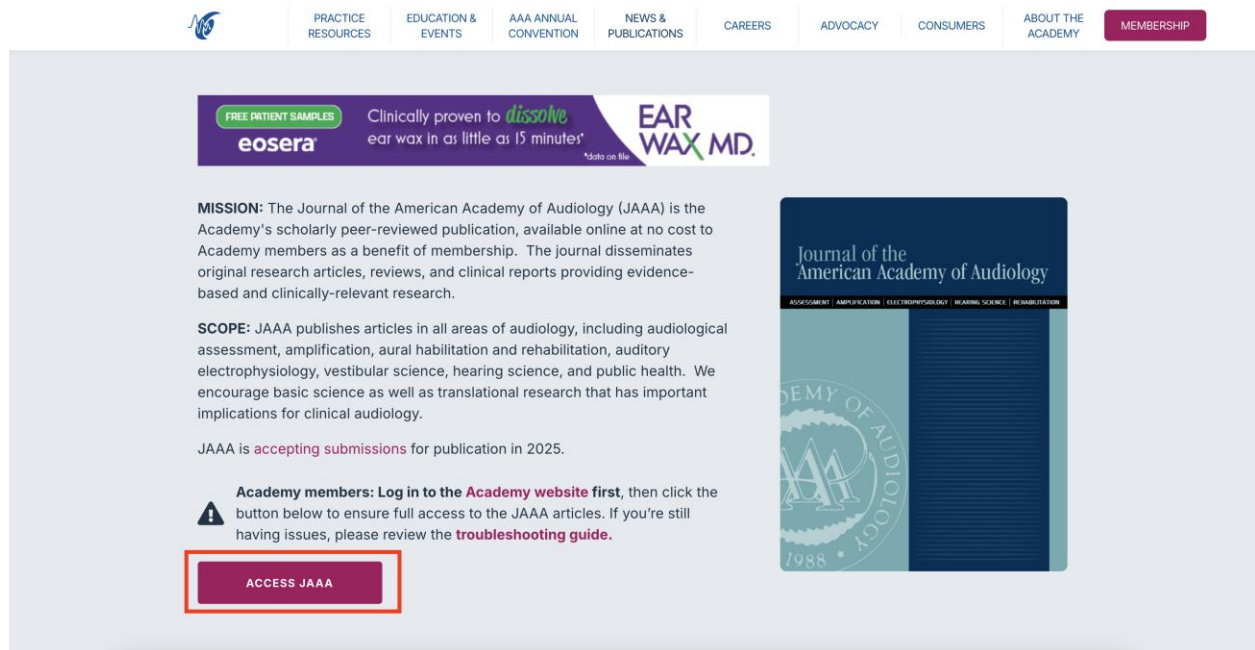 PRACTICE
RESOURCES
EDUCATION &
EVENTS
AAA ANNUAL
CONVENTION
NEWS &
PUBLICATIONS
CAREERS
ADVOCACY
CONSUMERS
ABOUT THE
ACADEMY
MEMBERSHIP
FREE PATIENT SAMPLES
eosera®
Clinically proven to dissolve
ear wax in as little as 15 minutes*
*data on file
EAR
WAX MD.
MISSION: The Journal of the American Academy of Audiology (JAAA) is the
Academy's scholarly peer-reviewed publication, available online at no cost to
Academy members as a benefit of membership. The journal disseminates
original research articles, reviews, and clinical reports providing evidence-
based and clinically-relevant research.
SCOPE: JAAA publishes articles in all areas of audiology, including audiological
assessment, amplification, aural habilitation and rehabilitation, auditory
electrophysiology, vestibular science, hearing science, and public health. We
encourage basic science as well as translational research that has important
implications for clinical audiology.
JAAA is accepting submissions for publication in 2025.
Academy members: Log in to the Academy website first, then click the
button below to ensure full access to the JAAA articles. If you're still
having issues, please review the troubleshooting guide.
ACCESS JAAA
Journal of the
American Academy of Audiology
ASSESSMENT | AMPLIFICATION | ELECTROPHYSIOLOGY | HEARING SCIENCE | REHABILITATION
EMY OF AUDIOLOGY
AAA
1988